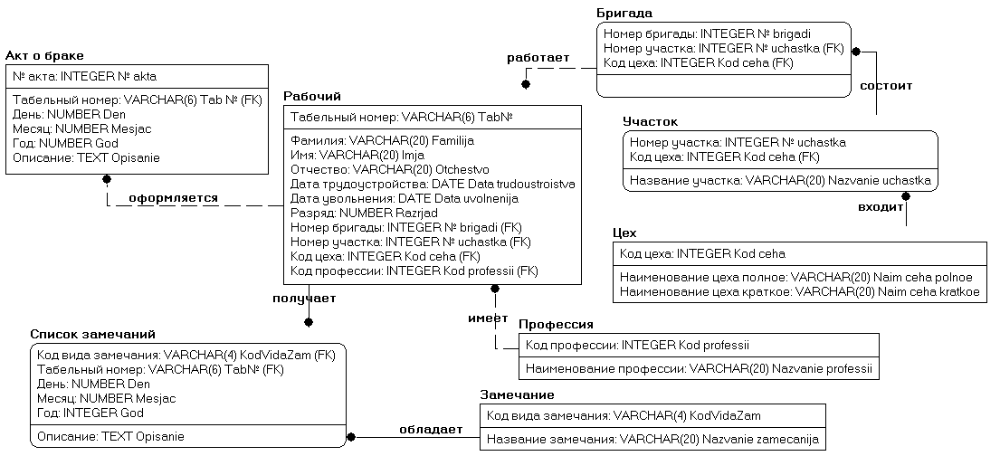 Бригада
Номер бригады: INTEGER № brigadi
Номер участка: INTEGER № uchastka (FK)
Код цеха: INTEGER Kod ceha (FK)
Акт о браке
№ акта: INTEGER № akta
Табельный номер: VARCHAR(6) Tab № (FK)
День: NUMBER Den
Месяц: NUMBER Mesjac
Год: NUMBER God
Описание: TEXT Opisanie
работает
состоит
Рабочий
Табельный номер: VARCHAR(6) Tab№
Фамилия: VARCHAR(20) Familija
Имя: VARCHAR(20) Imja
Отчество: VARCHAR(20) Otchestvo
Дата трудоустройства: DATE Data trudoustroistva
Дата увольнения: DATE Data uvolnenija
Разряд: NUMBER Razrjad
Номер бригады: INTEGER № brigadi (FK)
Номер участка: INTEGER № uchastka (FK)
Код цеха: INTEGER Kod ceha (FK)
Код профессии: INTEGER Kod professii (FK)
Участок
Номер участка: INTEGER № uchastka
Код цеха: INTEGER Kod ceha (FK)
Название участка: VARCHAR(20) Nazvanie uchastka
оформляется
входит
Цех
Код цеха: INTEGER Kod ceha
Наименование цеха полное: VARCHAR(20) Naim ceha polnoe
Наименование цеха краткое: VARCHAR(20) Naim ceha kratkoe
получает
имеет
Профессия
Код профессии: INTEGER Kod professii
Наименование профессии: VARCHAR(20) Nazvanie professii
Список замечаний
Код вида замечания: VARCHAR(4) KodVidaZam (FK)
Табельный номер: VARCHAR(6) Tab№ (FK)
День: NUMBER Den
Месяц: NUMBER Mesjac
Год: INTEGER God
Описание: TEXT Opisanie
обладает
Замечание
Код вида замечания: VARCHAR(4) KodVidaZam
Название замечания: VARCHAR(20) Nazvanie zamecanija